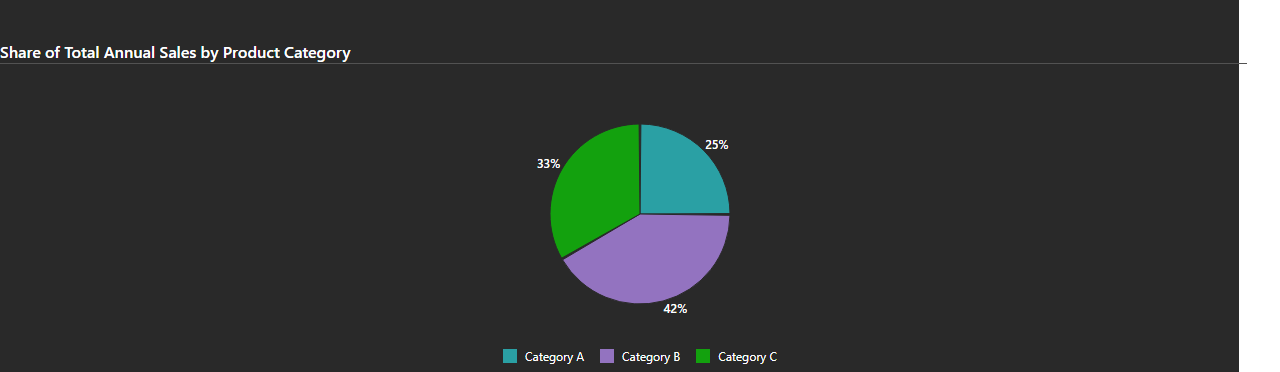 Share of Total Annual Sales by Product Category
25%
33%
42%
Category A Category B Category C